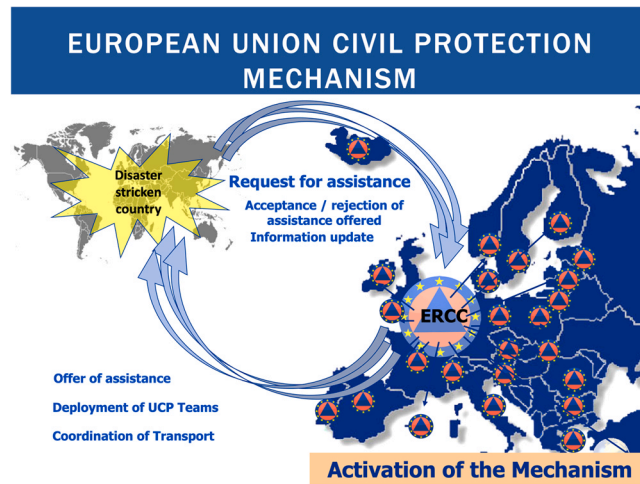 EUROPEAN UNION CIVIL PROTECTION
MECHANISM
Disaster
stricken
country
Request for assistance
Acceptance / rejection of
assistance offered
Information update
ERCC
Offer of assistance
Deployment of UCP Teams
Coordination of Transport
Activation of the Mechanism